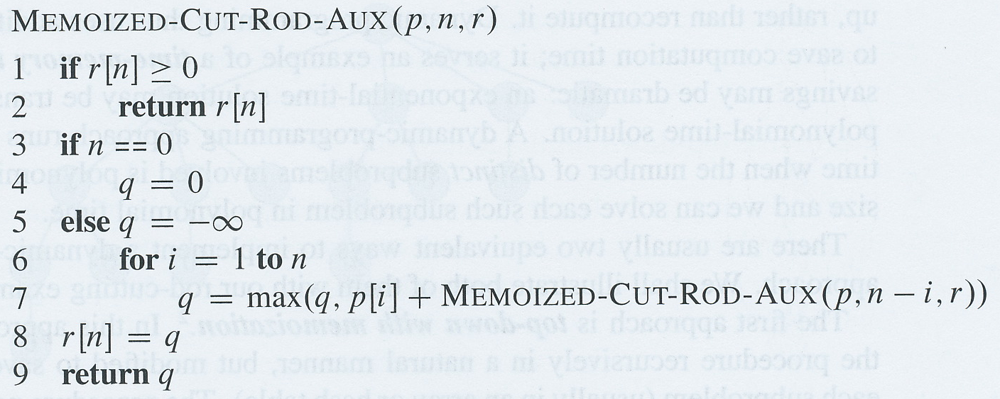 MEMOIZED-CUT-ROD-AUX(p, n, r)
1 if r[n] ≥ 0
2 return r[n]
3 if n == 0
4 q = 0
5 else q = −∞
6 for i = 1 to n
7 q = max(q, p[i] + MEMOIZED-CUT-ROD-AUX(p, n − i, r))
8 r[n] = q
9 return q